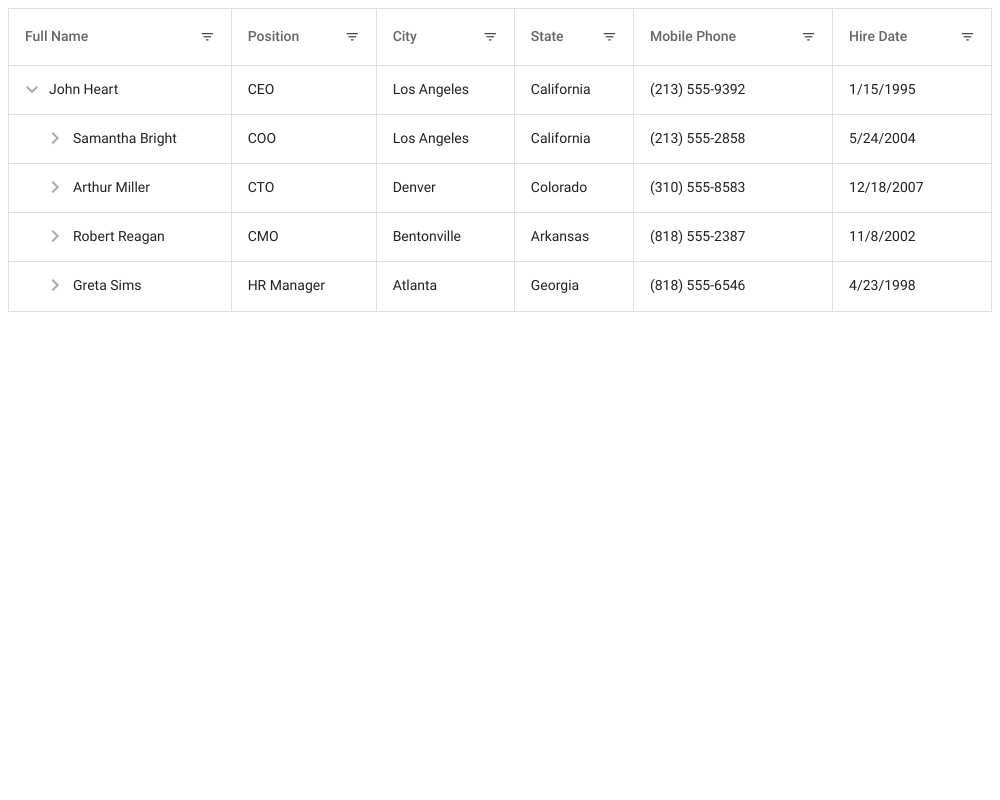 Full Name Position City State Mobile Phone Hire Date
John Heart CEO Los Angeles California (213) 555-9392 1/15/1995
Samantha Bright COO Los Angeles California (213) 555-2858 5/24/2004
Arthur Miller CTO Denver Colorado (310) 555-8583 12/18/2007
Robert Reagan CMO Bentonville Arkansas (818) 555-2387 11/8/2002
Greta Sims HR Manager Atlanta Georgia (818) 555-6546 4/23/1998